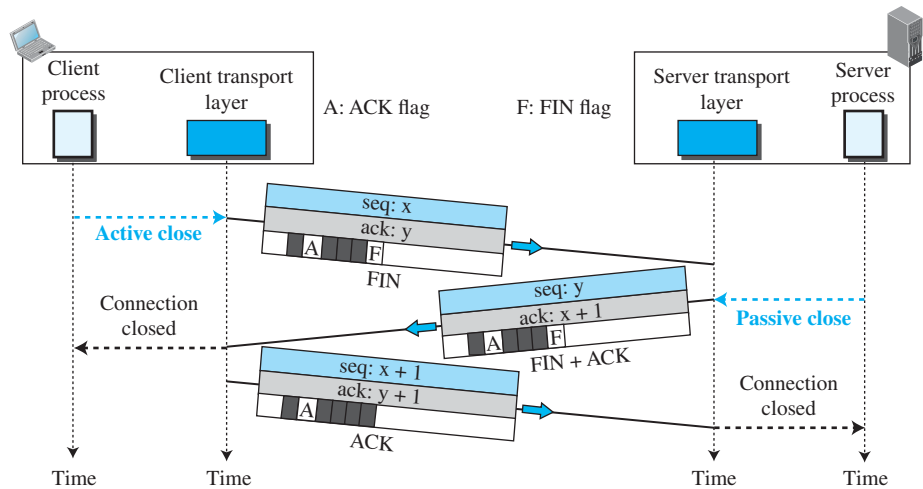 Client
process
Client transport
layer
A: ACK flag
F: FIN flag
Server transport
layer
Server
process
seq: x
ack: y
A
F
FIN
Active close
seq: y
ack: x + 1
A
F
FIN + ACK
Passive close
Connection
closed
seq: x + 1
ack: y + 1
A
ACK
Connection
closed
Time
Time
Time
Time